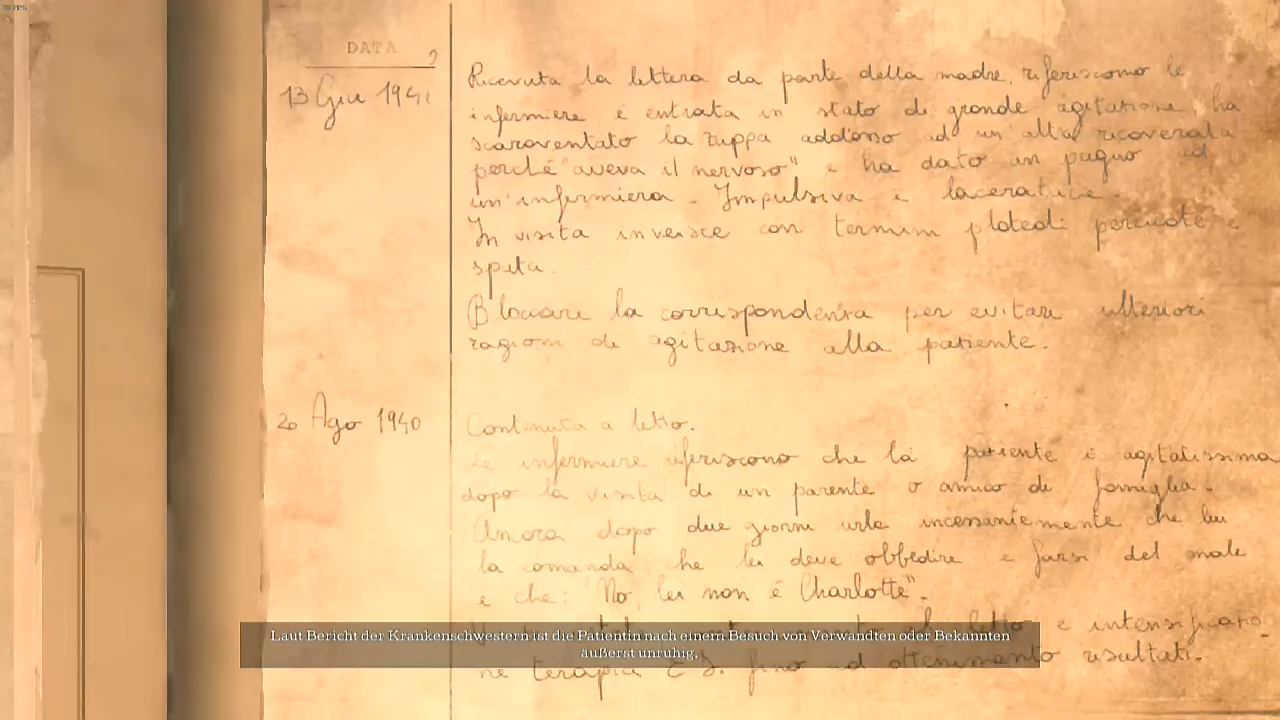 DATA
13 Giu 1941
Ricevuta la lettera da parte della madre, riferiscono le
infermiere è entrata in stato di grande agitazione, ha
scaraventato la zuppa addosso ad un'altra ricoverata
perché "aveva il nervoso" e ha dato un pugno ad
un'infermiera. Impulsiva e laceratrice.
In visita inveisce con termini plateali percuote e
sputa.
Bloccare la corrispondenza per evitare ulteriori
ragioni di agitazione alla paziente.
20 Ago 1940
Contenuta a letto.
Le infermiere riferiscono che la paziente è agitatissima
dopo la visita di un parente o amico di famiglia.
Ancora dopo due giorni urla incessantemente che lui
la comanda, che lei deve obbedire e farsi del male
e che: "No, lei non è Charlotte".
letto e intensificazio-
ne terapia E.S. fino ad ottenimento risultati.
Laut Bericht der Krankenschwestern ist die Patientin nach einem Besuch von Verwandten oder Bekannten
äußerst unruhig.